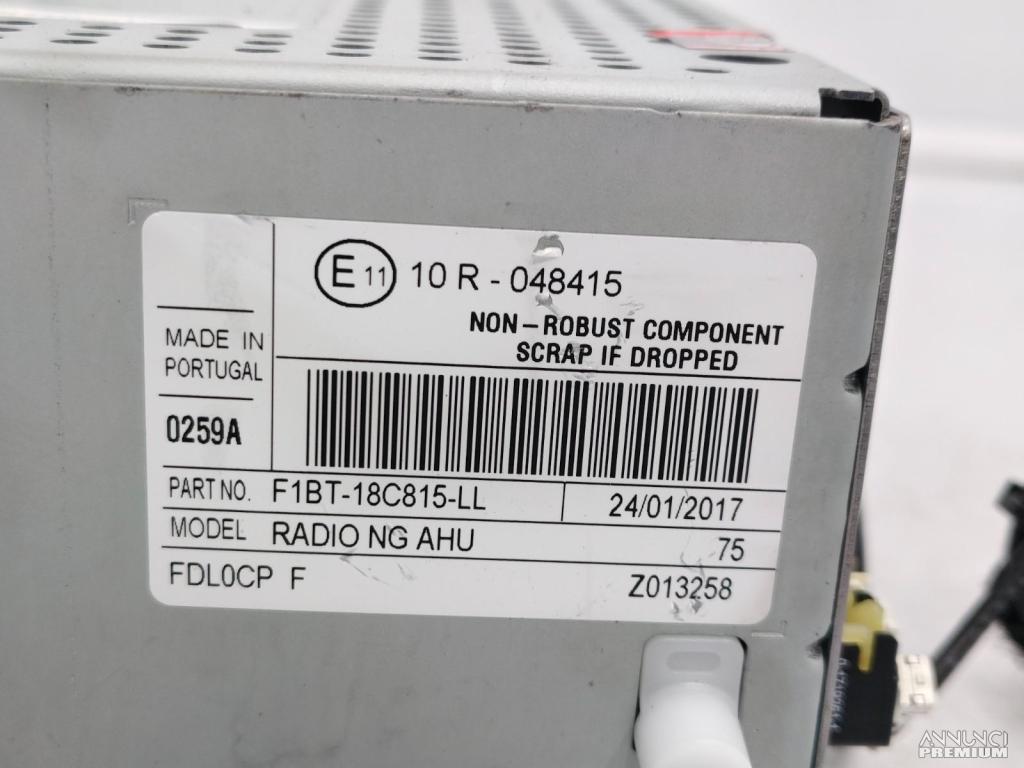 E 11 10 R - 048415
NON-ROBUST COMPONENT
SCRAP IF DROPPED
MADE IN
PORTUGAL
0259A
PART NO. F1BT-18C815-LL 24/01/2017
MODEL RADIO NG AHU 75
FDL0CP F Z013258
ANNUNCI
PREMIUM